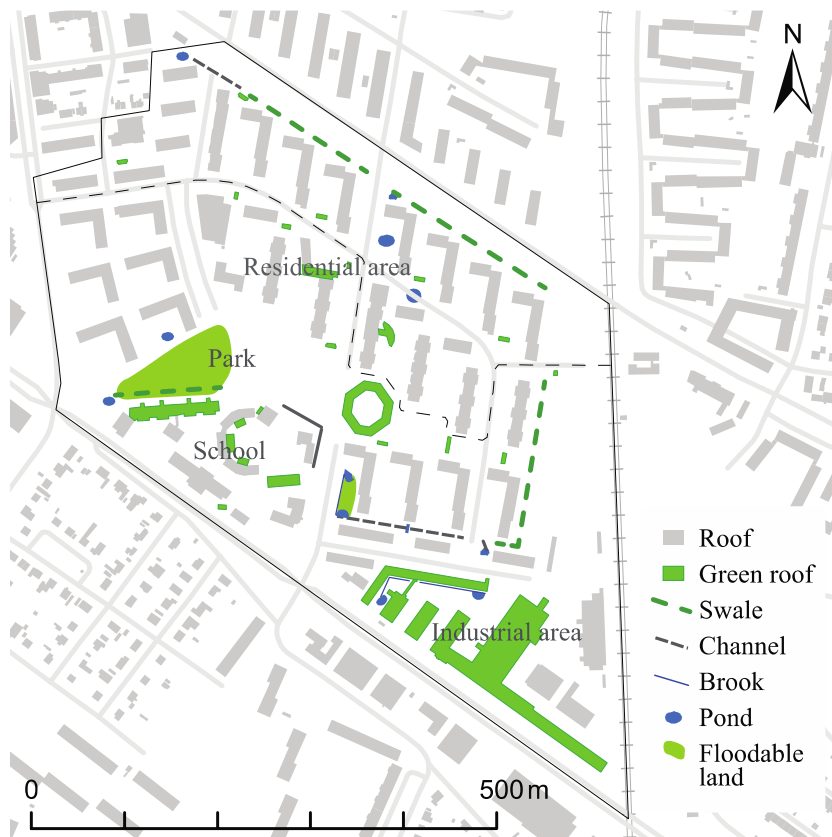 N
Residential area
Park
School
Industrial area
Roof
Green roof
Swale
Channel
Brook
Pond
Floodable
land
0
500 m